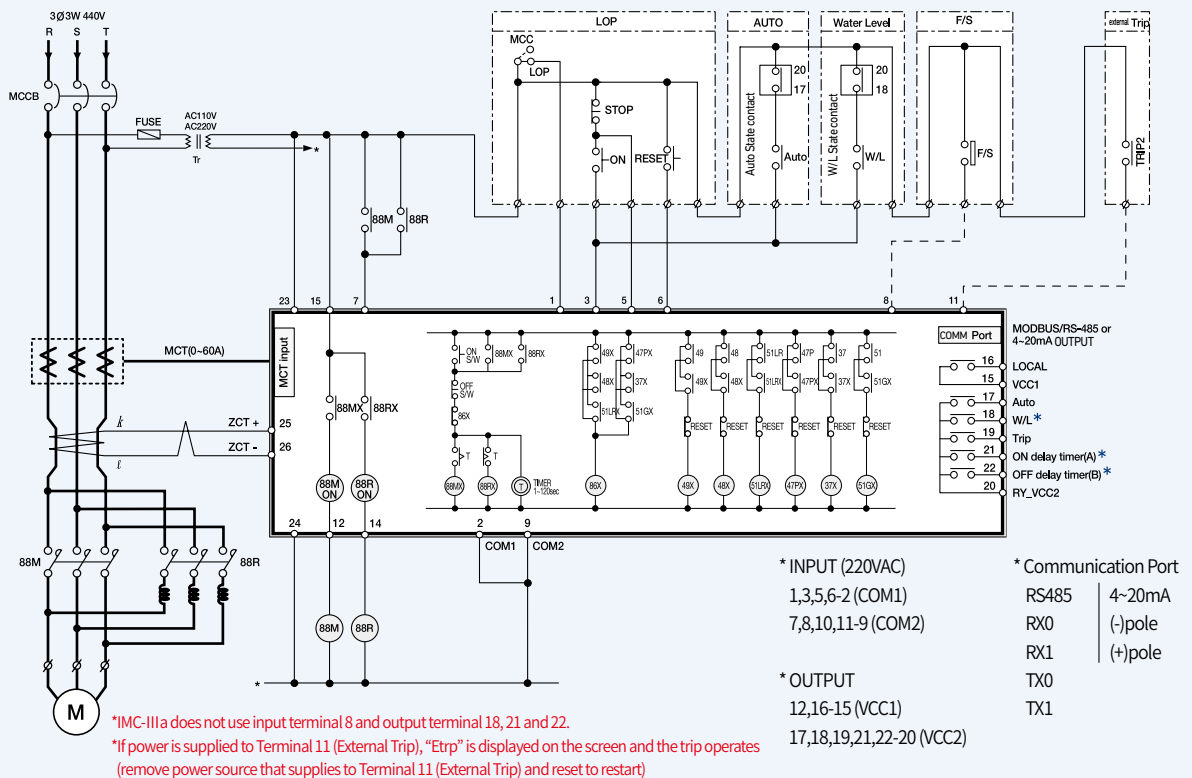 3Ø3W 440V
R S T
MCCB
FUSE
AC110V
AC220V
Tr
*
88M
88R
LOP
MCC
LOP
STOP
ON
RESET
AUTO
20
17
Auto State contact
Auto
Water Level
20
18
W/L State contact
W/L
F/S
F/S
external Trip
TRIP2
23 15 7 1 3 5 6 8 11
MCT(0~60A)
MCT input
k
ZCT + 25
ZCT - 26
ℓ
88MX
88RX
88M
ON
88R
ON
ON
S/W
88MX
88RX
OFF
S/W
86X
T
T
88MX
88RX
T
TIMER
1~120sec
49X
47PX
48X
37X
51LRX
51GX
86X
49 48 51LR 47P 37 51
49X 48X 51LRX 47PX 37X 51GX
RESET RESET RESET RESET RESET RESET
49X 48X 51LRX 47PX 37X 51GX
COMM Port
MODBUS/RS-485 or
4~20mA OUTPUT
16 LOCAL
15 VCC1
17 Auto
18 W/L *
19 Trip
21 ON delay timer(A) *
22 OFF delay timer(B) *
20 RY_VCC2
24 12 14 2 9
COM1 COM2
88M
88R
88M
88R
*
M
* INPUT (220VAC)
1,3,5,6-2 (COM1)
7,8,10,11-9 (COM2)
* OUTPUT
12,16-15 (VCC1)
17,18,19,21,22-20 (VCC2)
* Communication Port
RS485 4~20mA
RX0 (-)pole
RX1 (+)pole
TX0
TX1
*IMC-IIIa does not use input terminal 8 and output terminal 18, 21 and 22.
*If power is supplied to Terminal 11 (External Trip), “Etrp” is displayed on the screen and the trip operates
(remove power source that supplies to Terminal 11 (External Trip) and reset to restart)